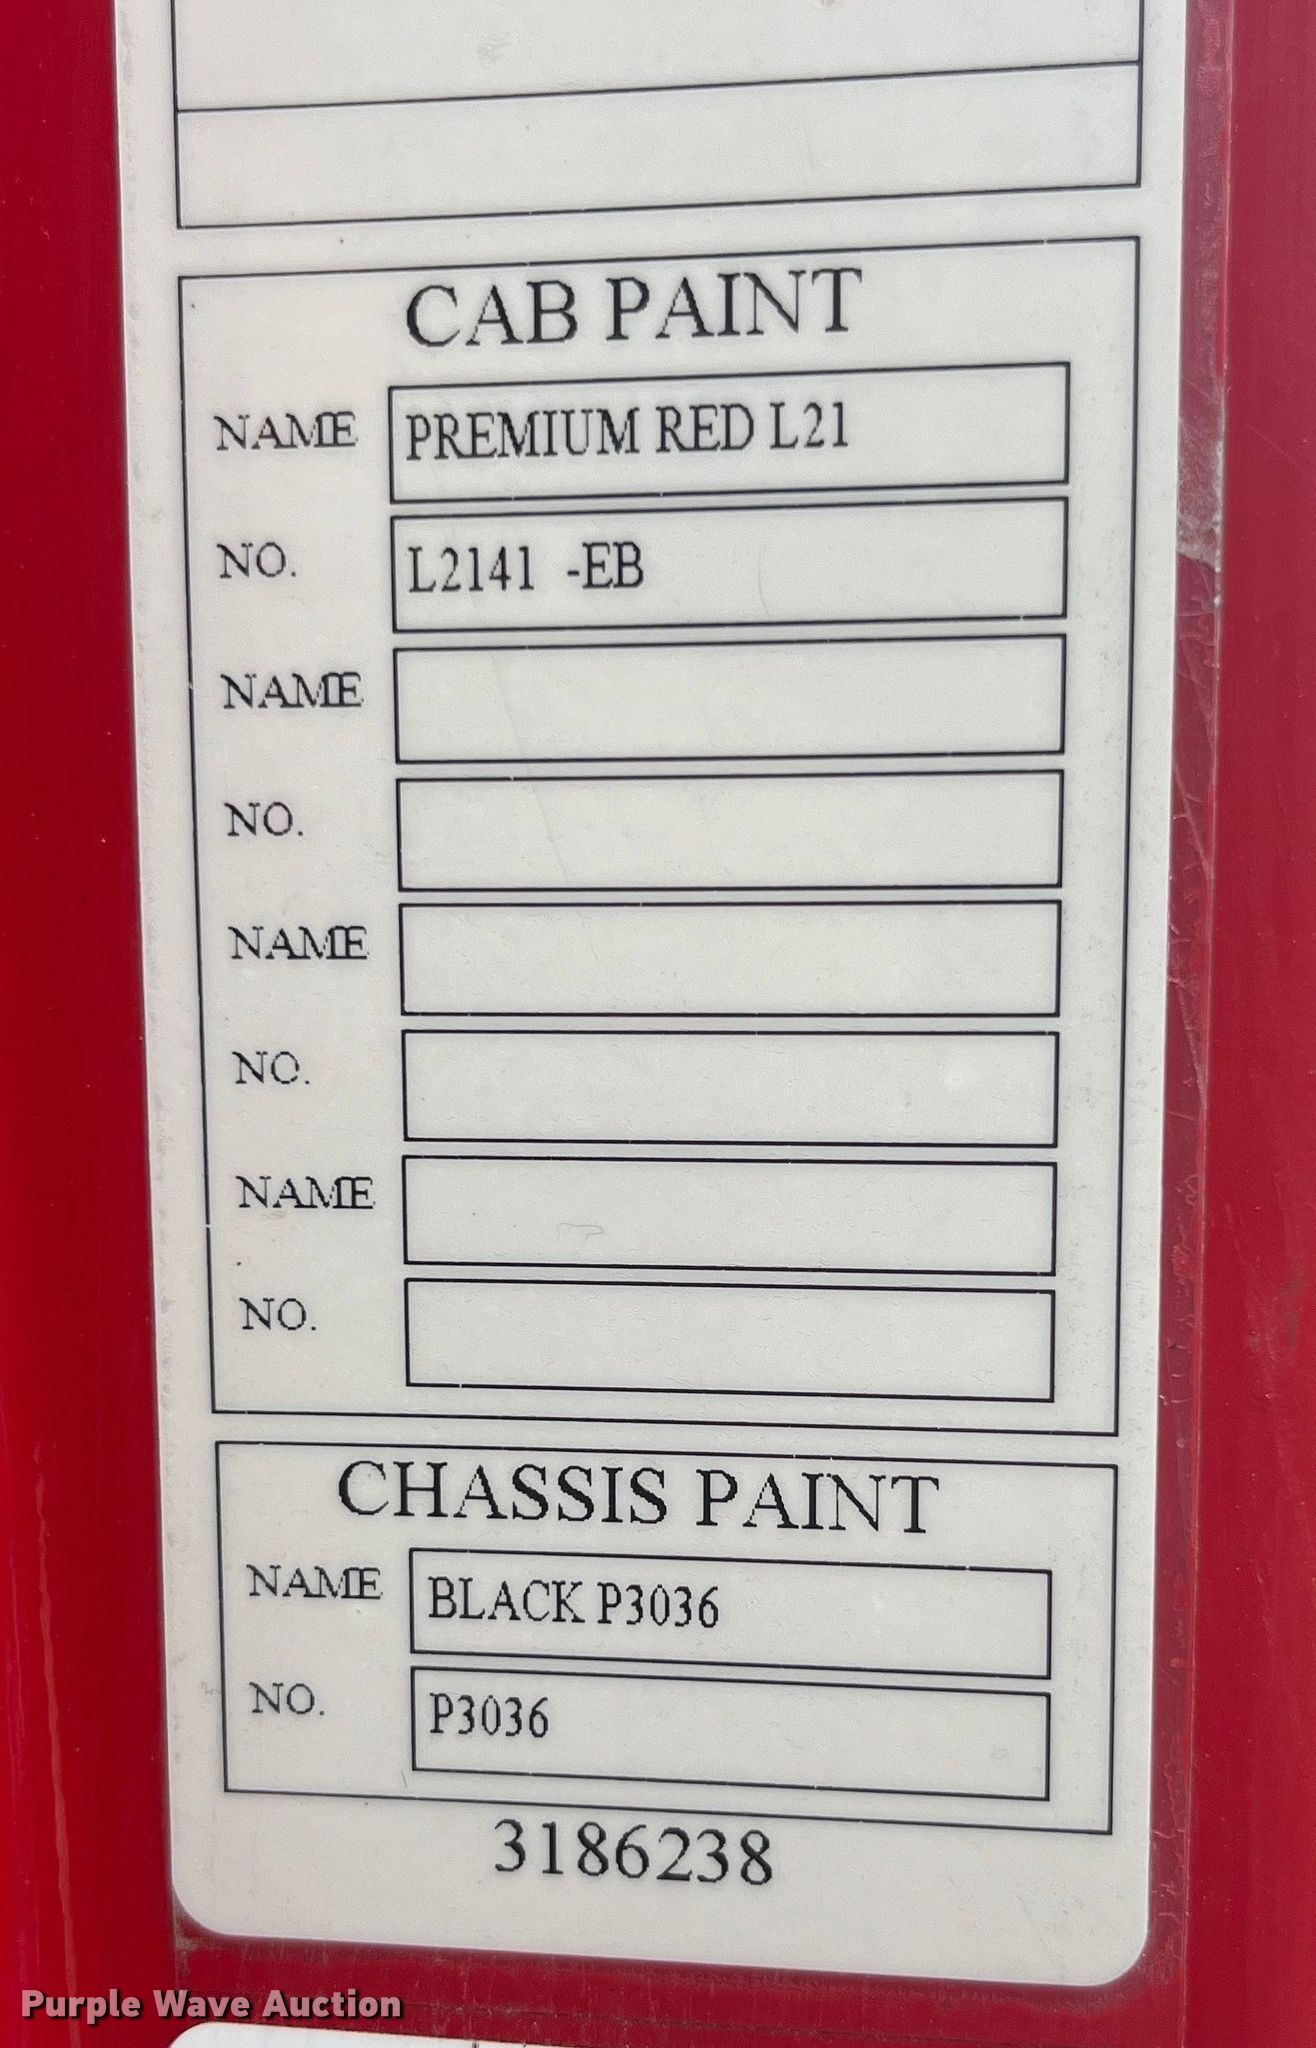 CAB PAINT
NAME PREMIUM RED L21
NO. L2141 -EB
NAME
NO.
NAME
NO.
NAME
NO.
CHASSIS PAINT
NAME BLACK P3036
NO. P3036
3186238
Purple Wave Auction